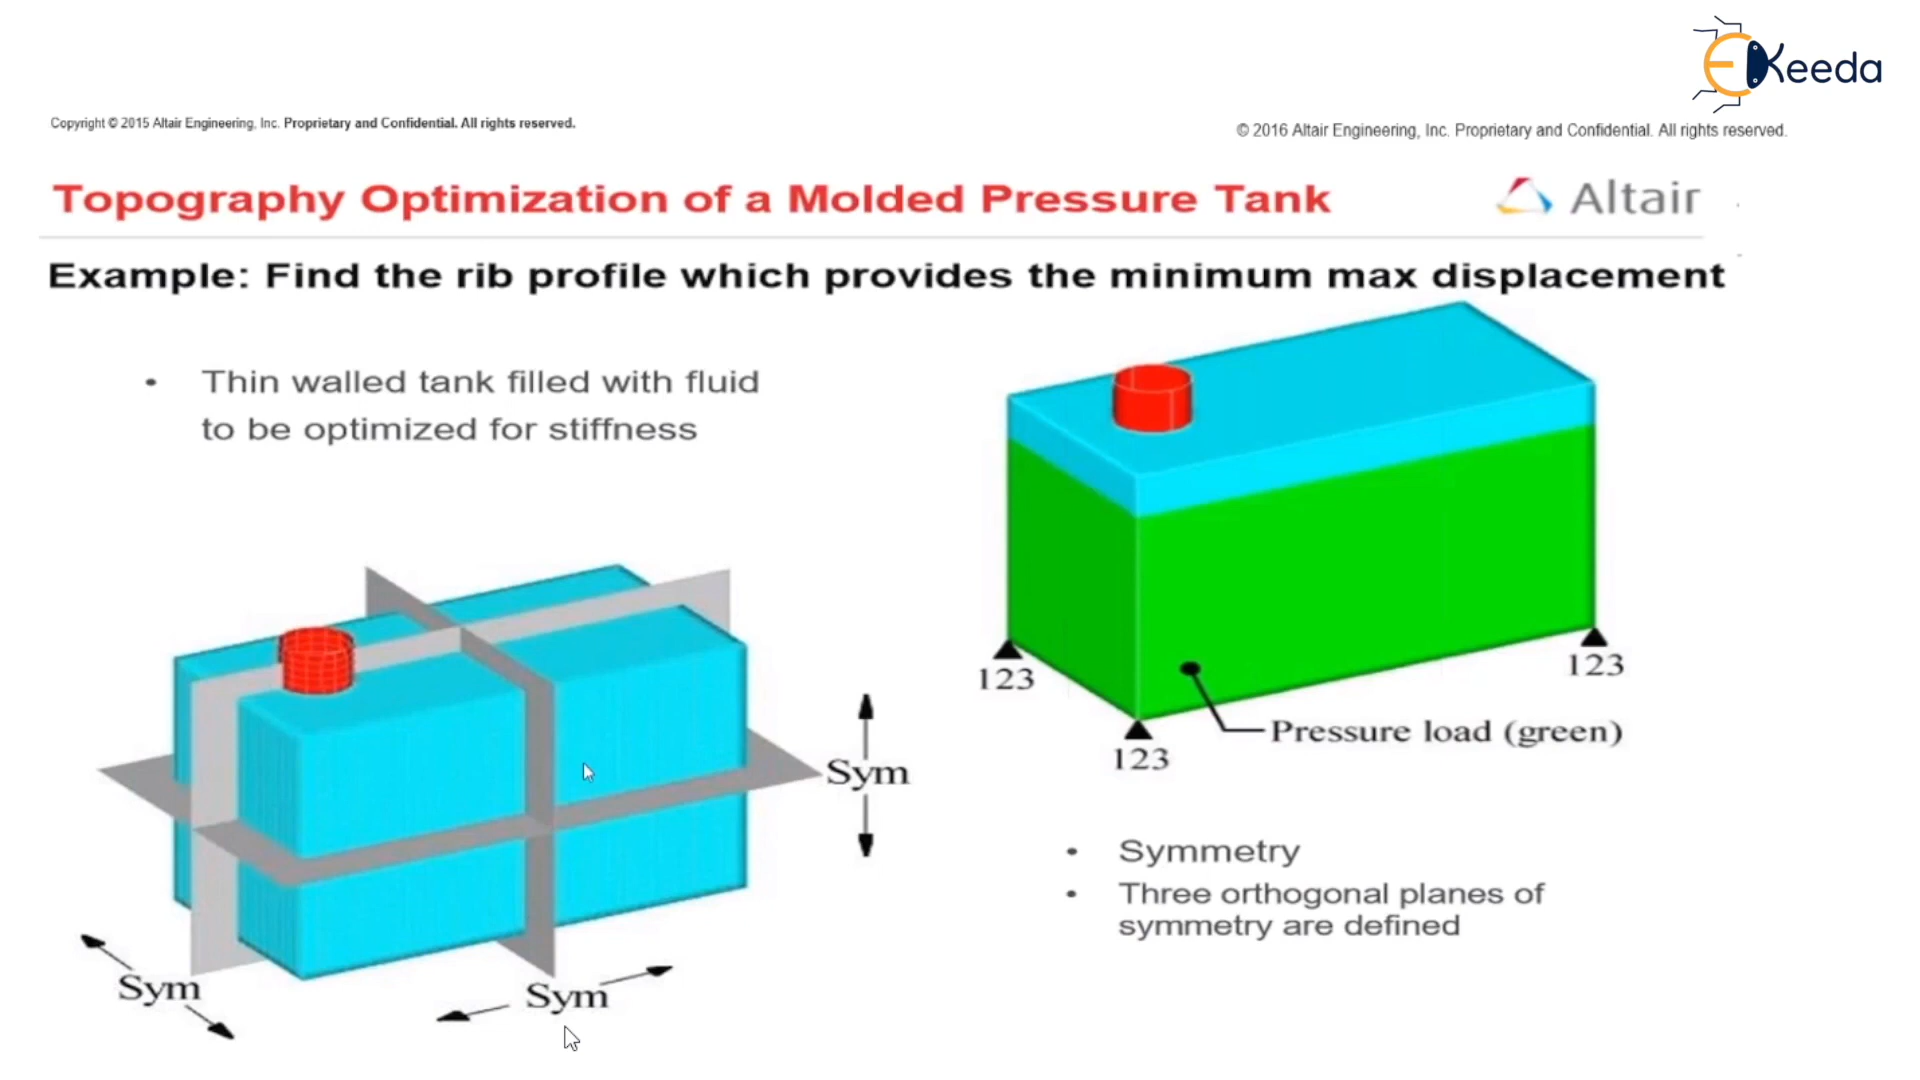 EKeeda
Copyright © 2015 Altair Engineering, Inc. Proprietary and Confidential. All rights reserved.
© 2016 Altair Engineering, Inc. Proprietary and Confidential. All rights reserved.
Topography Optimization of a Molded Pressure Tank
Altair
Example: Find the rib profile which provides the minimum max displacement
• Thin walled tank filled with fluid
to be optimized for stiffness
123
123
123
Pressure load (green)
Sym
Sym
Sym
• Symmetry
• Three orthogonal planes of
symmetry are defined